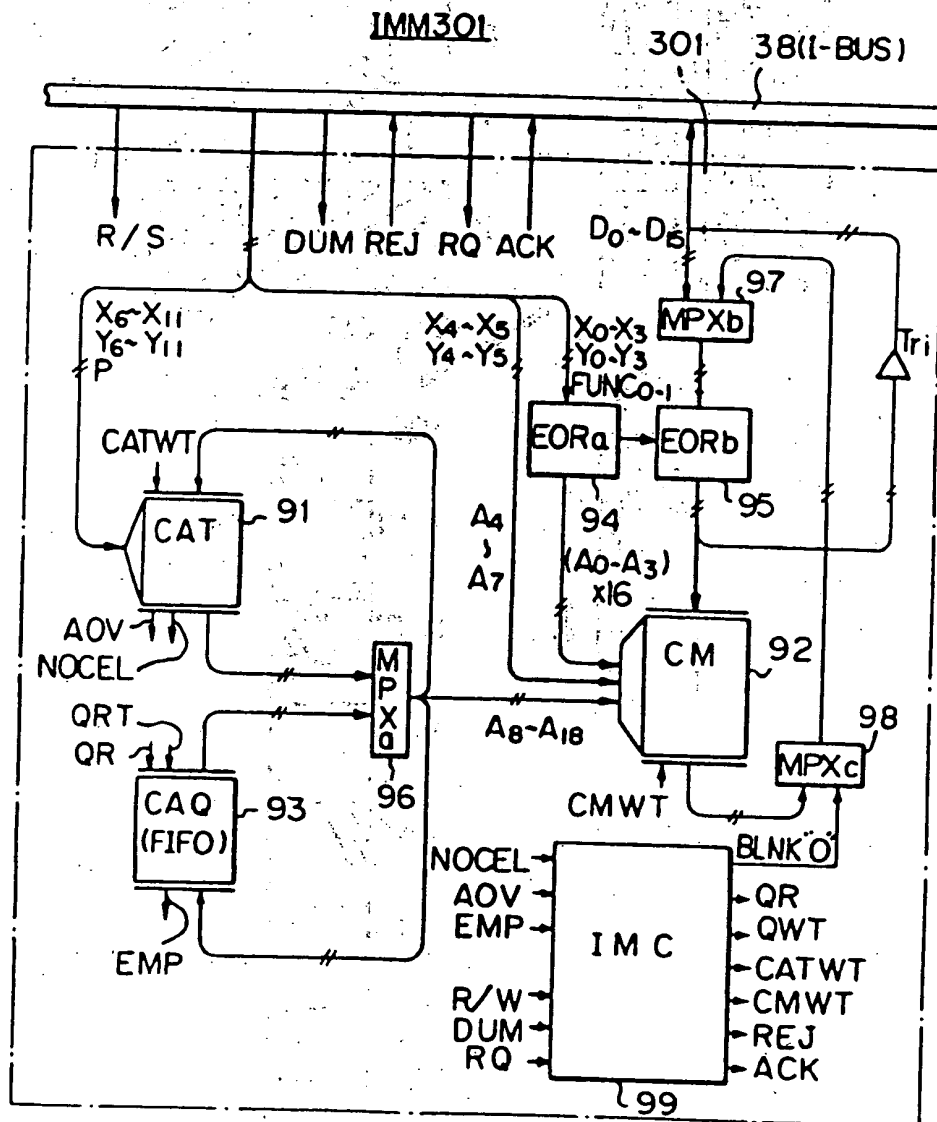 IMM301
301
38(I-BUS)
R/S
DUM
REJ
RQ
ACK
D0~D15
97
MPXb
Tri
X6~X11
Y6~Y11
P
X4~X5
Y4~Y5
X0~X3
Y0~Y3
FUNC0-1
EORa
EORb
94
95
CATWT
CAT
91
A4
~
A7
(A0-A3)
x16
AOV
NOCEL
MPXa
96
CM
92
A8~A18
QRT
QR
CAQ
(FIFO)
93
98
MPXc
CMWT
BLNK"0"
EMP
NOCEL
AOV
EMP
R/W
DUM
RQ
IMC
QR
QWT
CATWT
CMWT
REJ
ACK
99